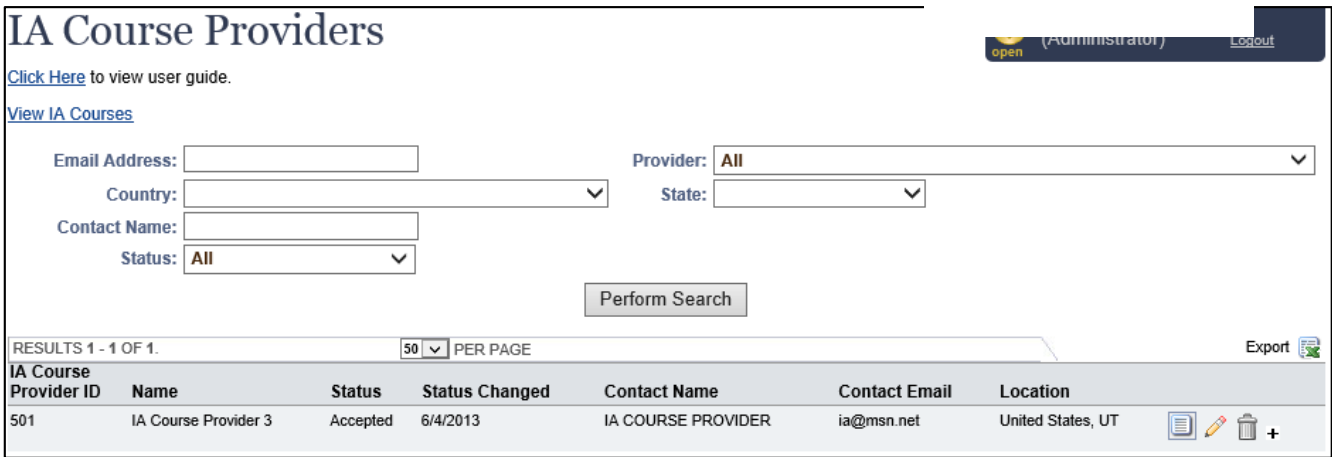 IA Course Providers
open (Administrator) Logout
Click Here to view user guide.
View IA Courses
Email Address: Provider: All
Country: State:
Contact Name:
Status: All
Perform Search
RESULTS 1 - 1 OF 1. 50 PER PAGE Export
IA Course
Provider ID Name Status Status Changed Contact Name Contact Email Location
501 IA Course Provider 3 Accepted 6/4/2013 IA COURSE PROVIDER ia@msn.net United States, UT